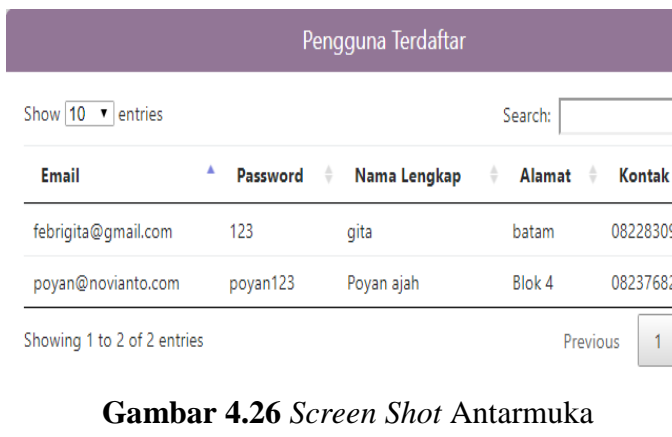 Pengguna Terdaftar
Show 10 entries Search:
Email Password Nama Lengkap Alamat Kontak
febrigita@gmail.com 123 gita batam 0822830
poyan@novianto.com poyan123 Poyan ajah Blok 4 0823768
Showing 1 to 2 of 2 entries Previous 1
Gambar 4.26 Screen Shot Antarmuka